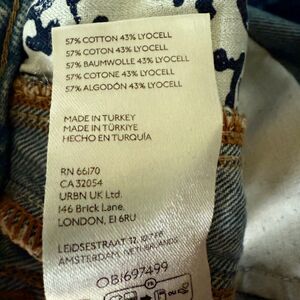 57% COTTON 43% LYOCELL
57% COTON 43% LYOCELL
57% BAUMWOLLE 43% LYOCELL
57% COTONE 43% LYOCELL
57% ALGODÓN 43% LYOCELL
MADE IN TURKEY
MADE IN TÜRKIYE
HECHO EN TURQUÍA
RN 66170
CA 32054
URBN UK Ltd.
146 Brick Lane,
LONDON, E1 6RU
LEIDSESTRAAT 32,
AMSTERDAM, NETHERLANDS
OB1697499